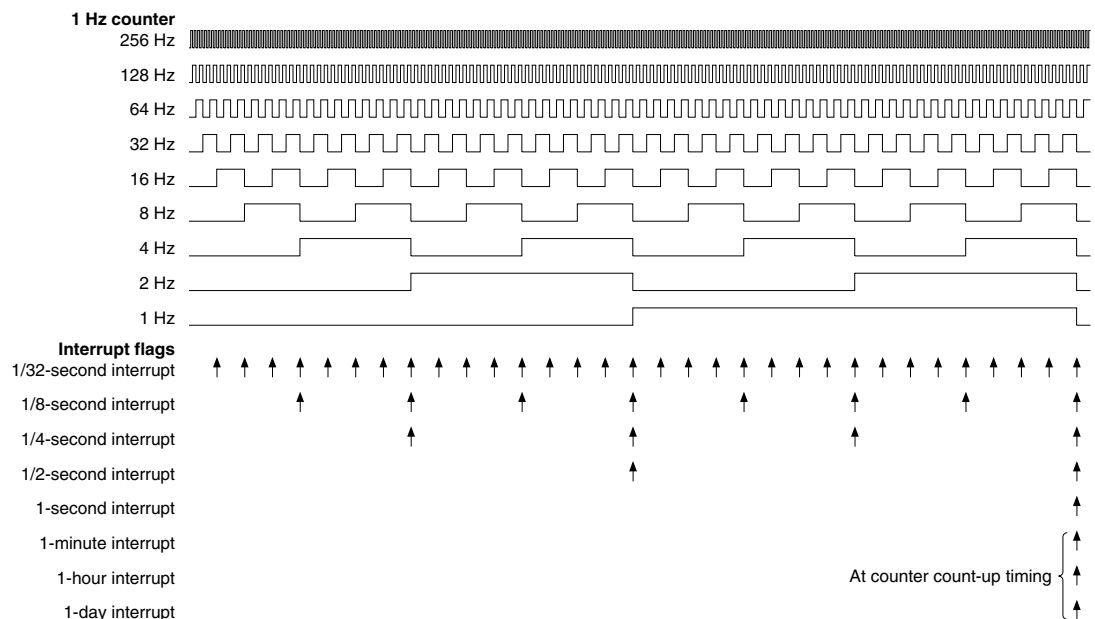 1 Hz counter
256 Hz
128 Hz
64 Hz
32 Hz
16 Hz
8 Hz
4 Hz
2 Hz
1 Hz
Interrupt flags
1/32-second interrupt
1/8-second interrupt
1/4-second interrupt
1/2-second interrupt
1-second interrupt
1-minute interrupt
1-hour interrupt
At counter count-up timing
1-day interrupt